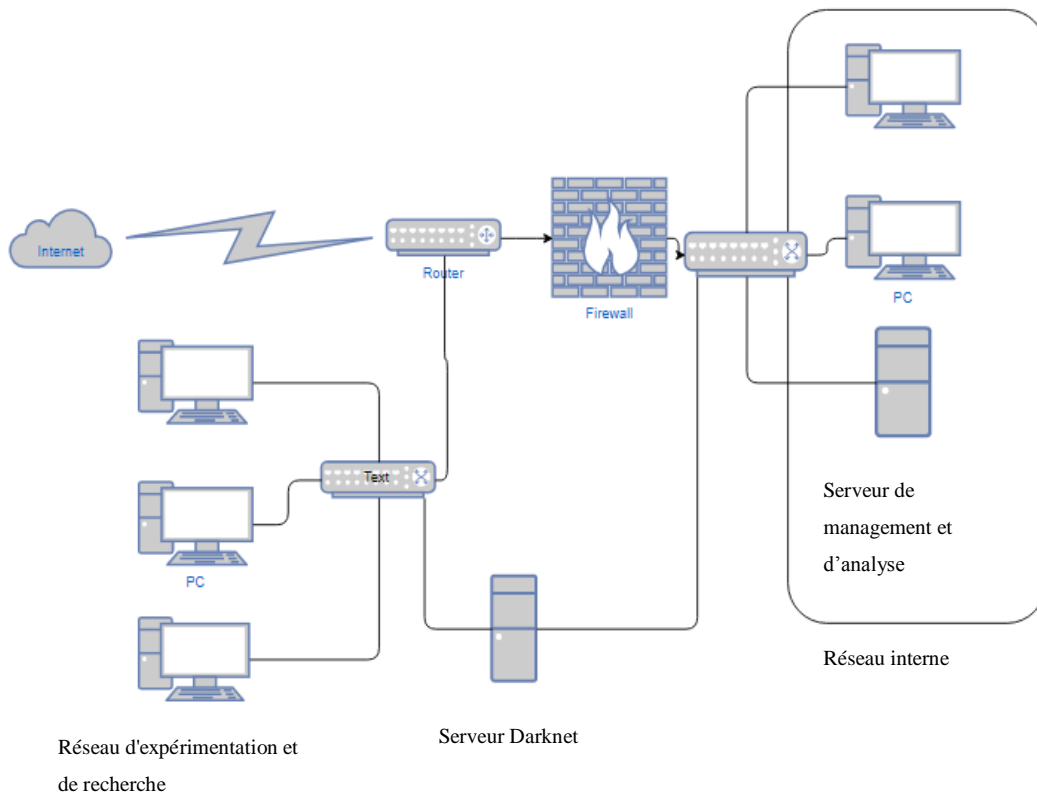 Internet
Router
Firewall
PC
Text
PC
Serveur de
management et
d’analyse
Réseau interne
Serveur Darknet
Réseau d'expérimentation et
de recherche